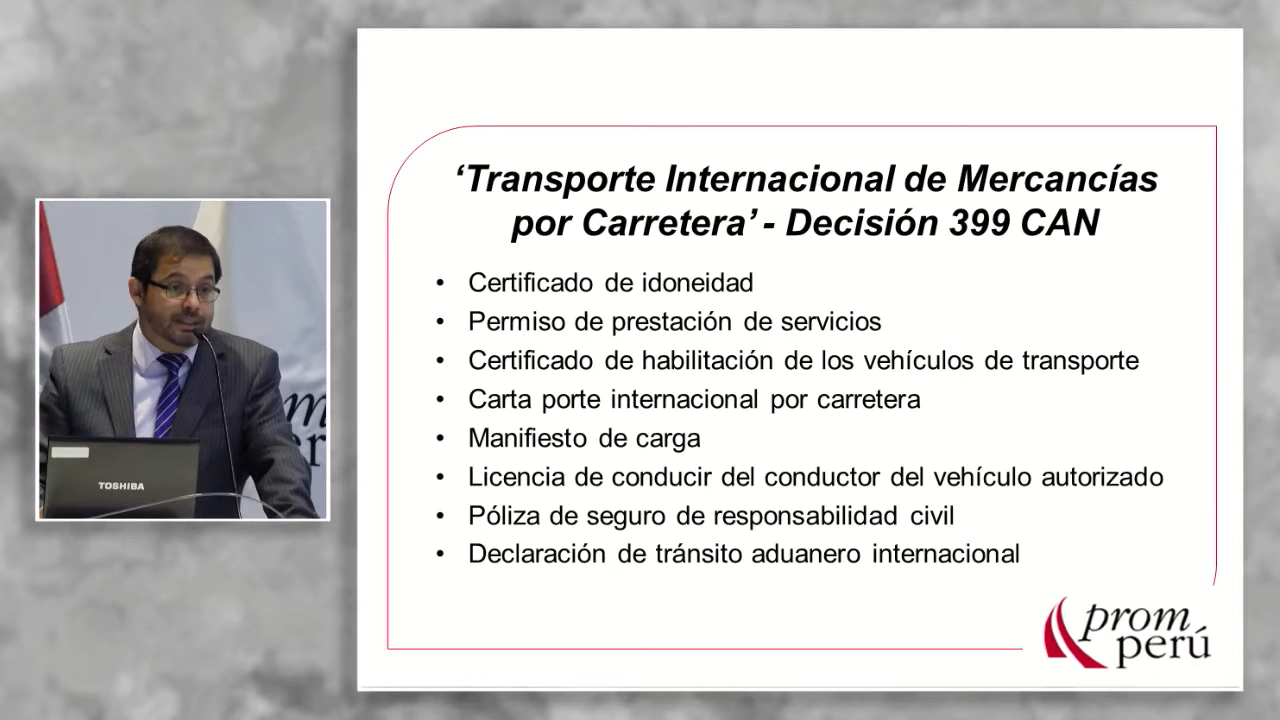 ‘Transporte Internacional de Mercancías
por Carretera’ - Decisión 399 CAN
• Certificado de idoneidad
• Permiso de prestación de servicios
• Certificado de habilitación de los vehículos de transporte
• Carta porte internacional por carretera
• Manifiesto de carga
• Licencia de conducir del conductor del vehículo autorizado
• Póliza de seguro de responsabilidad civil
• Declaración de tránsito aduanero internacional
prom
perú
TOSHIBA